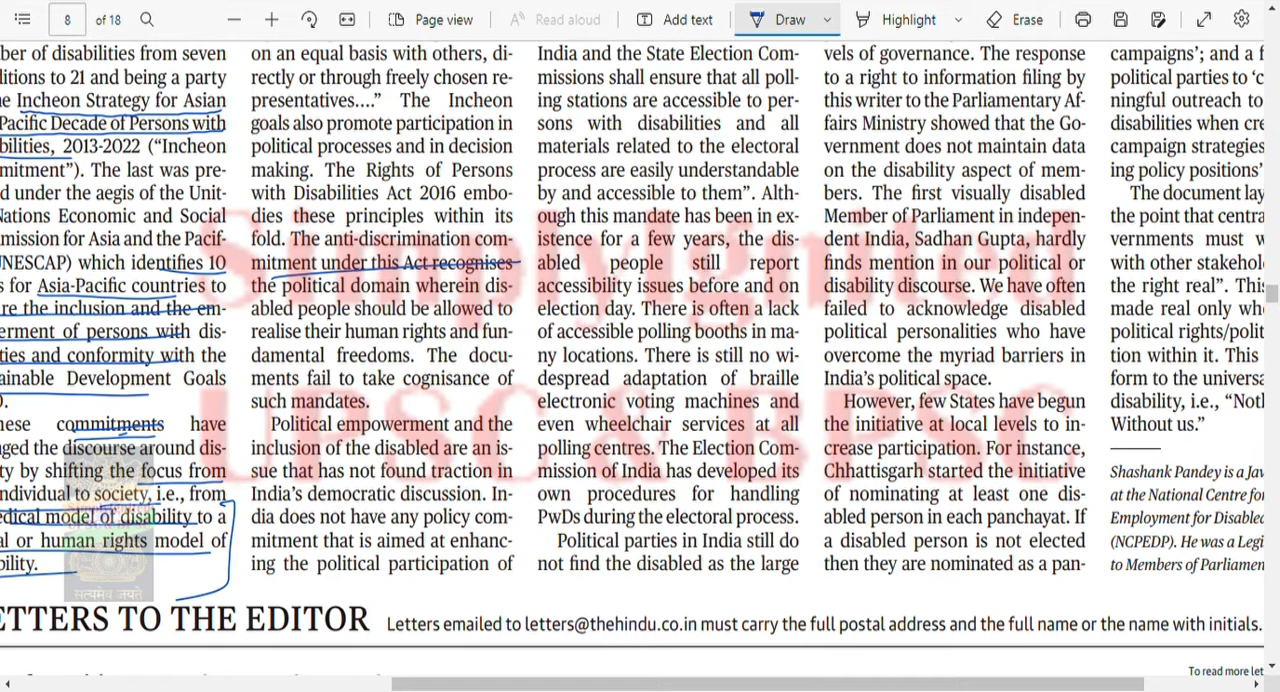 8
of 18
Page view
Read aloud
Add text
Draw
Highlight
Erase
ber of disabilities from seven
litions to 21 and being a party
e Incheon Strategy for Asian
Pacific Decade of Persons with
bilities, 2013-2022 (“Incheon
mitment”). The last was pre-
d under the aegis of the Unit-
Nations Economic and Social
mission for Asia and the Pacif-
NESCAP) which identifies 10
s for Asia-Pacific countries to
re the inclusion and the em-
erment of persons with dis-
ties and conformity with the
ainable Development Goals
).
hese commitments have
nged the discourse around dis-
ty by shifting the focus from
ndividual to society, i.e., from
edical model of disability to a
al or human rights model of
bility.
on an equal basis with others, di-
rectly or through freely chosen re-
presentatives....” The Incheon
goals also promote participation in
political processes and in decision
making. The Rights of Persons
with Disabilities Act 2016 embo-
dies these principles within its
fold. The anti-discrimination com-
mitment under this Act recognises
the political domain wherein dis-
abled people should be allowed to
realise their human rights and fun-
damental freedoms. The docu-
ments fail to take cognisance of
such mandates.
Political empowerment and the
inclusion of the disabled are an is-
sue that has not found traction in
India’s democratic discussion. In-
dia does not have any policy com-
mitment that is aimed at enhanc-
ing the political participation of
India and the State Election Com-
missions shall ensure that all poll-
ing stations are accessible to per-
sons with disabilities and all
materials related to the electoral
process are easily understandable
by and accessible to them”. Alth-
ough this mandate has been in ex-
istence for a few years, the dis-
abled people still report
accessibility issues before and on
election day. There is often a lack
of accessible polling booths in ma-
ny locations. There is still no wi-
despread adaptation of braille
electronic voting machines and
even wheelchair services at all
polling centres. The Election Com-
mission of India has developed its
own procedures for handling
PwDs during the electoral process.
Political parties in India still do
not find the disabled as the large
vels of governance. The response
to a right to information filing by
this writer to the Parliamentary Af-
fairs Ministry showed that the Go-
vernment does not maintain data
on the disability aspect of mem-
bers. The first visually disabled
Member of Parliament in indepen-
dent India, Sadhan Gupta, hardly
finds mention in our political or
disability discourse. We have often
failed to acknowledge disabled
political personalities who have
overcome the myriad barriers in
India’s political space.
However, few States have begun
the initiative at local levels to in-
crease participation. For instance,
Chhattisgarh started the initiative
of nominating at least one dis-
abled person in each panchayat. If
a disabled person is not elected
then they are nominated as a pan-
campaigns’; and a f
political parties to ‘c
ningful outreach to
disabilities when cre
campaign strategies
ing policy positions’
The document lay
the point that centra
vernments must w
with other stakehol
the right real”. This
made real only whe
political rights/polit
tion within it. This
form to the universa
disability, i.e., “Noth
Without us.”
Shashank Pandey is a Jav
at the National Centre for
Employment for Disabled
(NCPEDP). He was a Legi
to Members of Parliamen
SimplyIgnited
UPSC & BPSC
सत्यमेव जयते
ETTERS TO THE EDITOR
Letters emailed to letters@thehindu.co.in must carry the full postal address and the full name or the name with initials.
To read more let